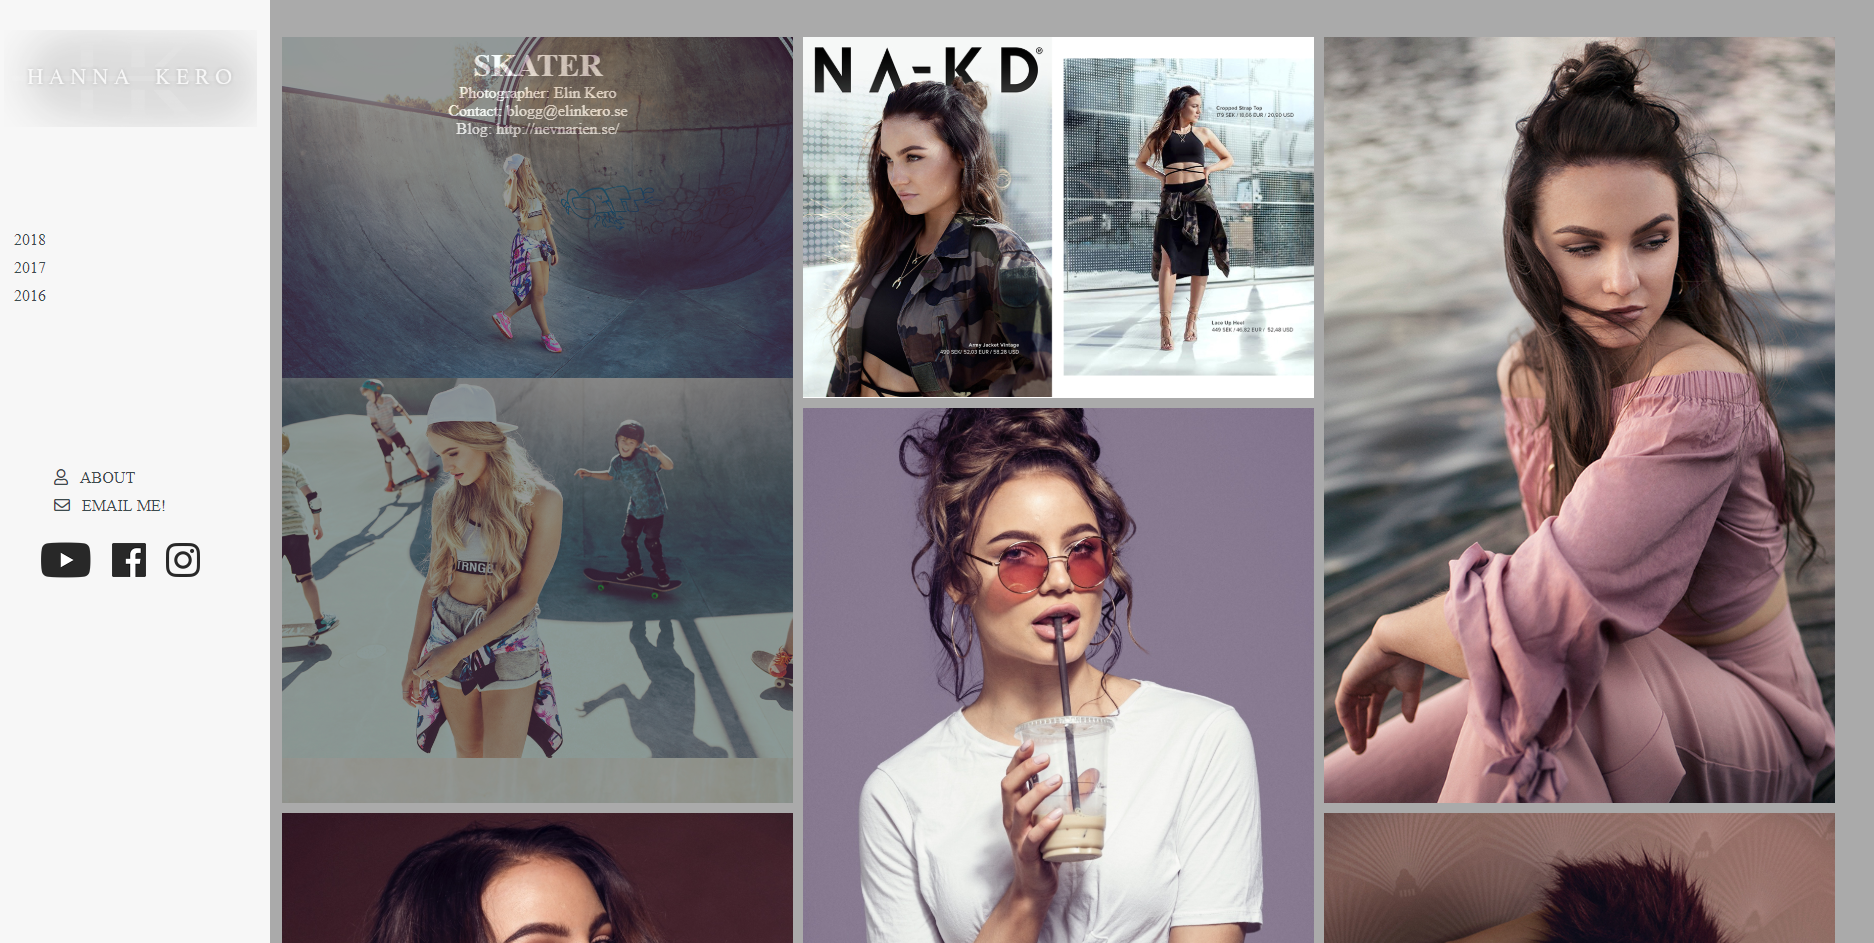 HANNA KERO
2018
2017
2016
ABOUT
EMAIL ME!
SKATER
Photographer: Elin Kero
Contact: blogg@elinkero.se
Blog: http://nevnarien.se/
NA-KD®
Cropped Strap Top
179 SEK / 18,66 EUR / 20,90 USD
Lace Up Heel
449 SEK / 46,82 EUR / 52,48 USD
Army Jacket Vintage
499 SEK/ 52,03 EUR / 58,28 USD
TRNGR